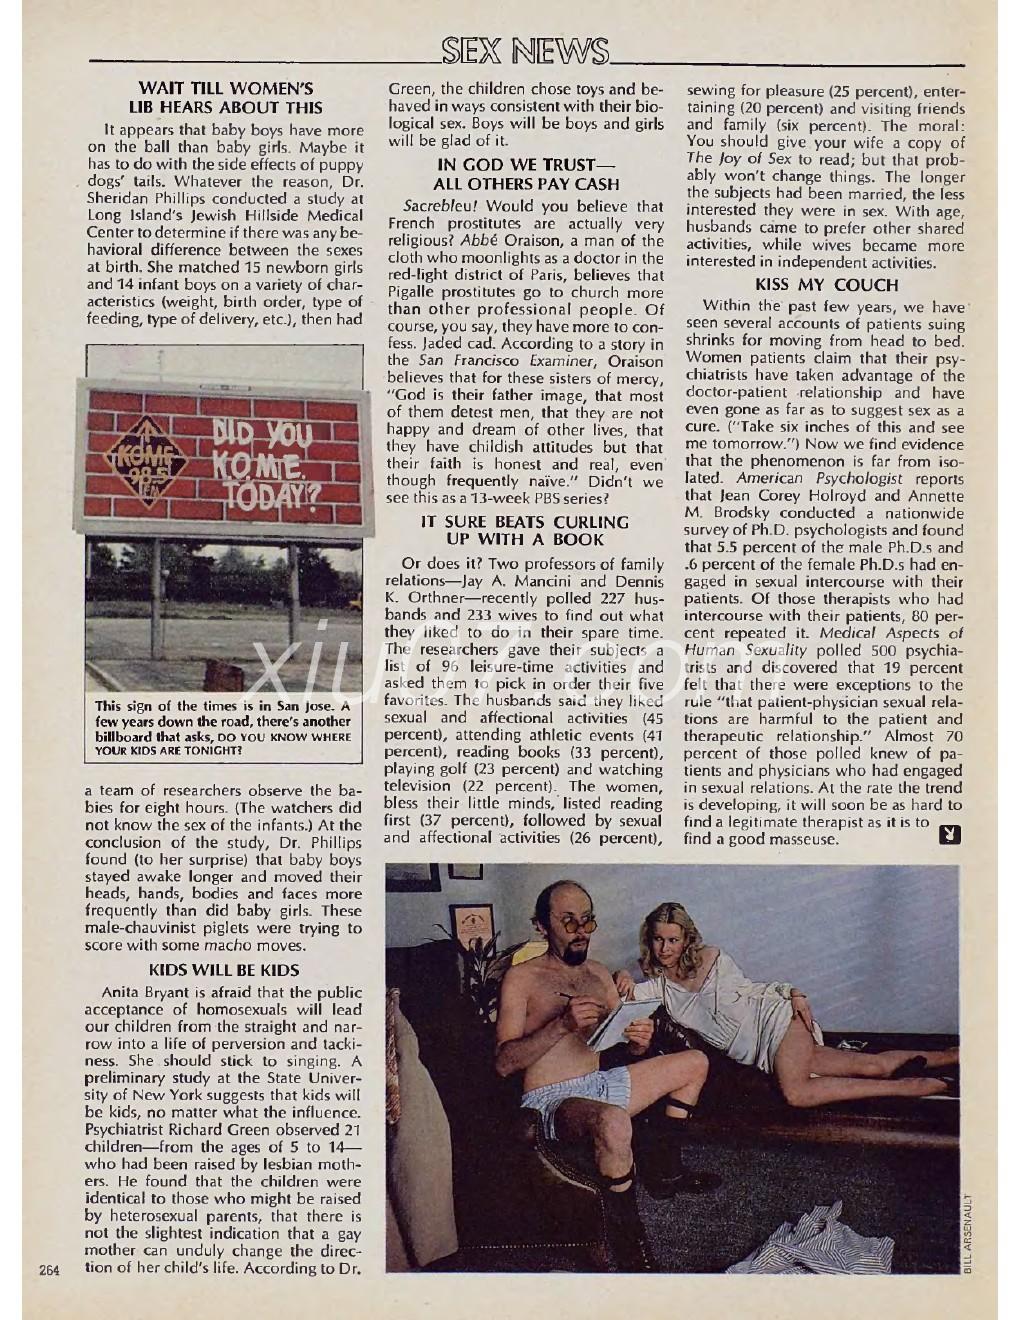 SEX NEWS
WAIT TILL WOMEN'S
LIB HEARS ABOUT THIS
It appears that baby boys have more
on the ball than baby girls. Maybe it
has to do with the side effects of puppy
dogs' tails. Whatever the reason, Dr.
Sheridan Phillips conducted a study at
Long Island's Jewish Hillside Medical
Center to determine if there was any be-
havioral difference between the sexes
at birth. She matched 15 newborn girls
and 14 infant boys on a variety of char-
acteristics (weight, birth order, type of
feeding, type of delivery, etc.), then had
KOME
98.5
FM
DID YOU
KOME
TODAY?
This sign of the times is in San Jose. A
few years down the road, there's another
billboard that asks, DO YOU KNOW WHERE
YOUR KIDS ARE TONIGHT?
a team of researchers observe the ba-
bies for eight hours. (The watchers did
not know the sex of the infants.) At the
conclusion of the study, Dr. Phillips
found (to her surprise) that baby boys
stayed awake longer and moved their
heads, hands, bodies and faces more
frequently than did baby girls. These
male-chauvinist piglets were trying to
score with some macho moves.
KIDS WILL BE KIDS
Anita Bryant is afraid that the public
acceptance of homosexuals will lead
our children from the straight and nar-
row into a life of perversion and tacki-
ness. She should stick to singing. A
preliminary study at the State Univer-
sity of New York suggests that kids will
be kids, no matter what the influence.
Psychiatrist Richard Green observed 21
children—from the ages of 5 to 14—
who had been raised by lesbian moth-
ers. He found that the children were
identical to those who might be raised
by heterosexual parents, that there is
not the slightest indication that a gay
mother can unduly change the direc-
tion of her child's life. According to Dr.
Green, the children chose toys and be-
haved in ways consistent with their bio-
logical sex. Boys will be boys and girls
will be glad of it.
IN GOD WE TRUST—
ALL OTHERS PAY CASH
Sacrebleu! Would you believe that
French prostitutes are actually very
religious? Abbé Oraison, a man of the
cloth who moonlights as a doctor in the
red-light district of Paris, believes that
Pigalle prostitutes go to church more
than other professional people. Of
course, you say, they have more to con-
fess. Jaded cad. According to a story in
the San Francisco Examiner, Oraison
believes that for these sisters of mercy,
"God is their father image, that most
of them detest men, that they are not
happy and dream of other lives, that
they have childish attitudes but that
their faith is honest and real, even
though frequently naïve." Didn't we
see this as a 13-week PBS series?
IT SURE BEATS CURLING
UP WITH A BOOK
Or does it? Two professors of family
relations—Jay A. Mancini and Dennis
K. Orthner—recently polled 227 hus-
bands and 233 wives to find out what
they liked to do in their spare time.
The researchers gave their subjects a
list of 96 leisure-time activities and
asked them to pick in order their five
favorites. The husbands said they liked
sexual and affectional activities (45
percent), attending athletic events (41
percent), reading books (33 percent),
playing golf (23 percent) and watching
television (22 percent). The women,
bless their little minds, listed reading
first (37 percent), followed by sexual
and affectional activities (26 percent),
sewing for pleasure (25 percent), enter-
taining (20 percent) and visiting friends
and family (six percent). The moral:
You should give your wife a copy of
The Joy of Sex to read; but that prob-
ably won't change things. The longer
the subjects had been married, the less
interested they were in sex. With age,
husbands came to prefer other shared
activities, while wives became more
interested in independent activities.
KISS MY COUCH
Within the past few years, we have
seen several accounts of patients suing
shrinks for moving from head to bed.
Women patients claim that their psy-
chiatrists have taken advantage of the
doctor-patient relationship and have
even gone as far as to suggest sex as a
cure. ("Take six inches of this and see
me tomorrow.") Now we find evidence
that the phenomenon is far from iso-
lated. American Psychologist reports
that Jean Corey Holroyd and Annette
M. Brodsky conducted a nationwide
survey of Ph.D. psychologists and found
that 5.5 percent of the male Ph.D.s and
.6 percent of the female Ph.D.s had en-
gaged in sexual intercourse with their
patients. Of those therapists who had
intercourse with their patients, 80 per-
cent repeated it. Medical Aspects of
Human Sexuality polled 500 psychia-
trists and discovered that 19 percent
felt that there were exceptions to the
rule "that patient-physician sexual rela-
tions are harmful to the patient and
therapeutic relationship." Almost 70
percent of those polled knew of pa-
tients and physicians who had engaged
in sexual relations. At the rate the trend
is developing, it will soon be as hard to
find a legitimate therapist as it is to
find a good masseuse.
BILL ARSENAULT
264